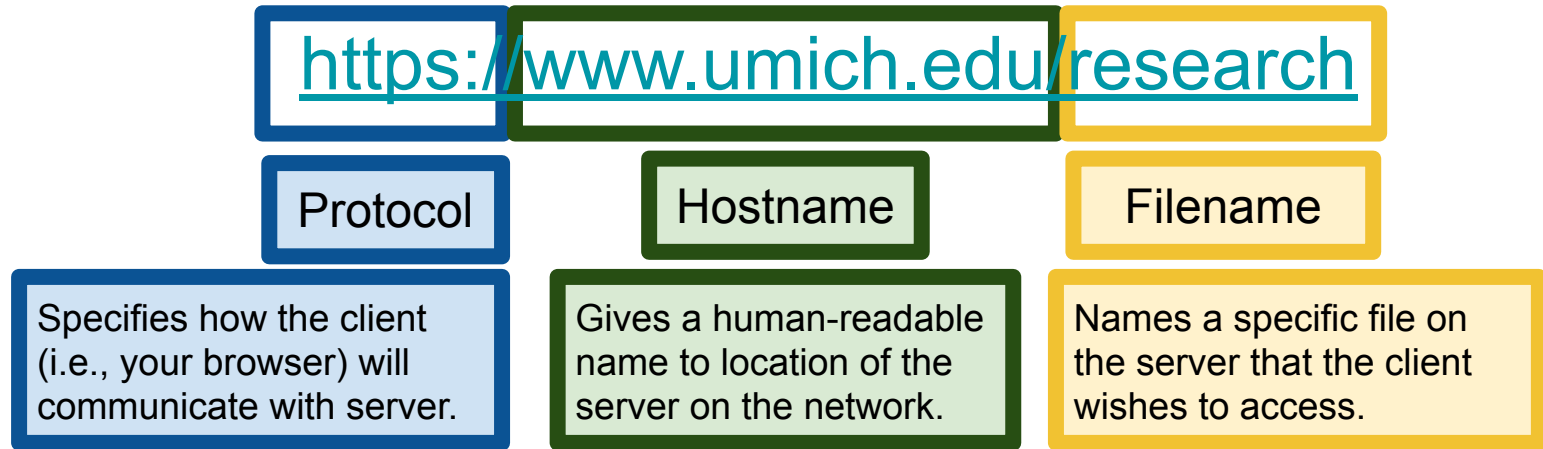 https://www.umich.edu/research
Protocol
Hostname
Filename
Specifies how the client
(i.e., your browser) will
communicate with server.
Gives a human-readable
name to location of the
server on the network.
Names a specific file on
the server that the client
wishes to access.